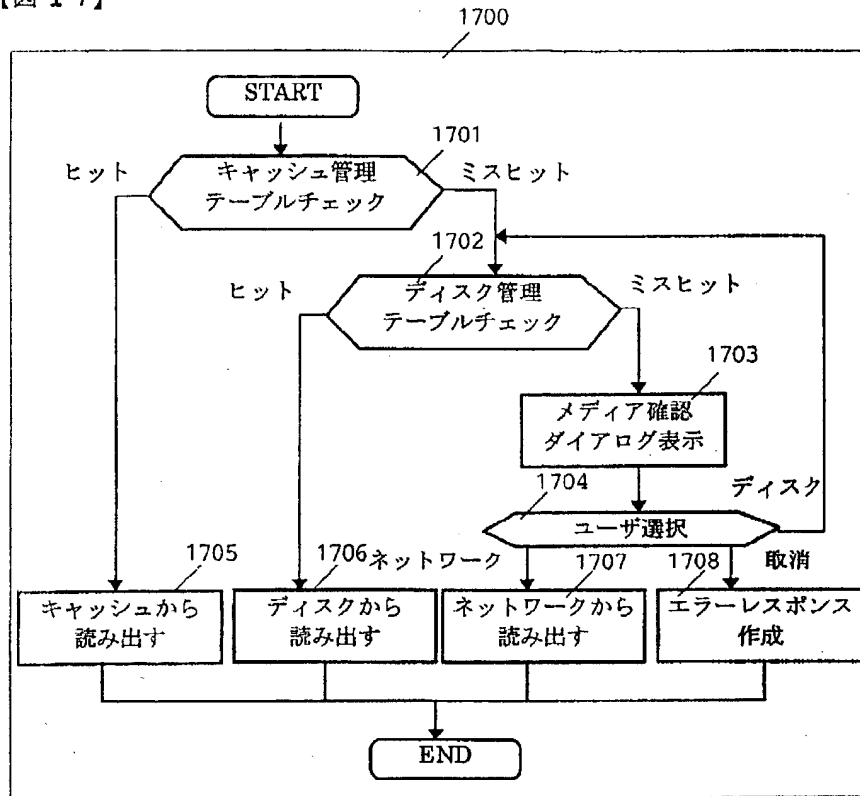 【図17】
1700
START
1701
ヒット
キャッシュ管理
テーブルチェック
ミスヒット
1702
ヒット
ディスク管理
テーブルチェック
ミスヒット
1703
メディア確認
ダイアログ表示
1704
ディスク
ユーザ選択
1705
1706
ネットワーク
1707
1708
取消
キャッシュから
読み出す
ディスクから
読み出す
ネットワークから
読み出す
エラーレスポンス
作成
END